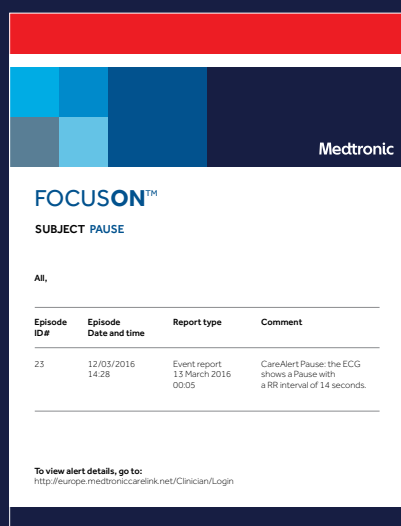 Medtronic
FOCUSON™
SUBJECT PAUSE
All,
Episode ID# Episode Date and time Report type Comment
23 12/03/2016 14:28 Event report 13 March 2016 00:05 CareAlert Pause: the ECG shows a Pause with a RR interval of 14 seconds.
To view alert details, go to:
http://europe.medtroniccarelink.net/Clinician/Login